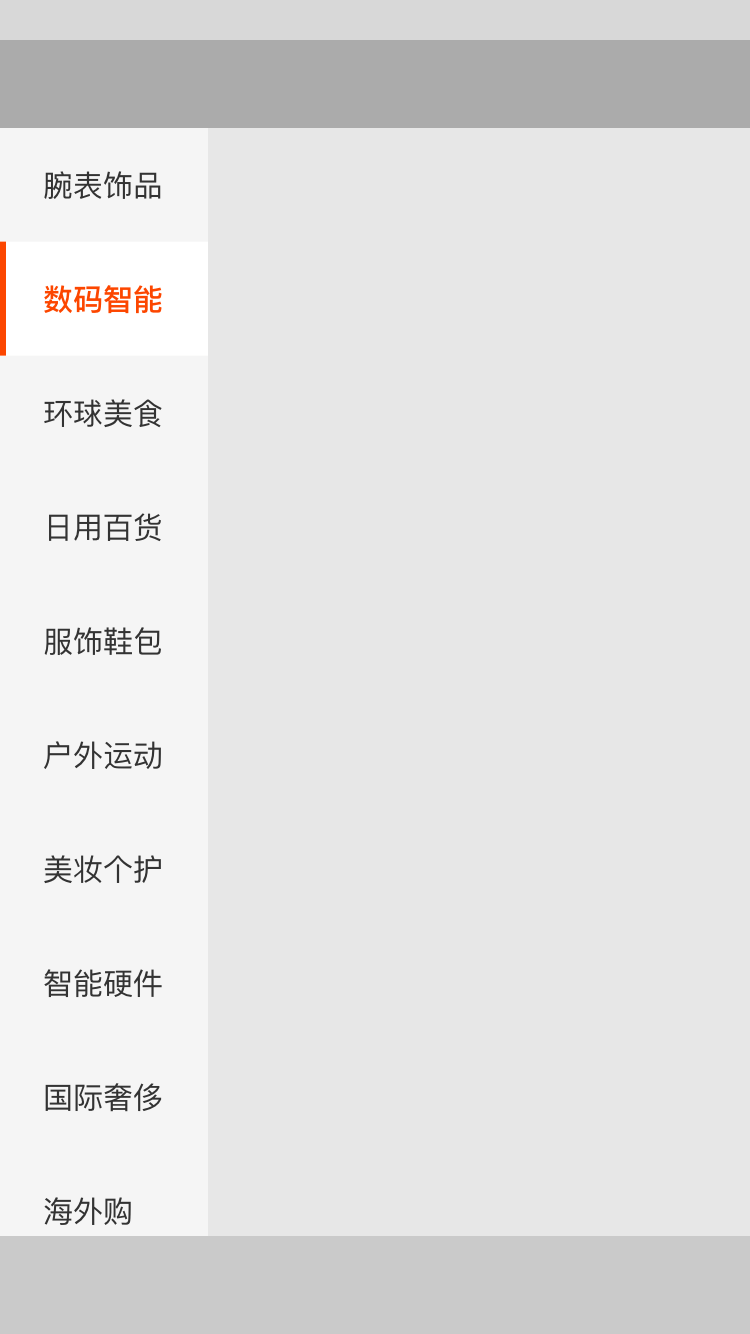 腕表饰品
数码智能
环球美食
日用百货
服饰鞋包
户外运动
美妆个护
智能硬件
国际奢侈
海外购